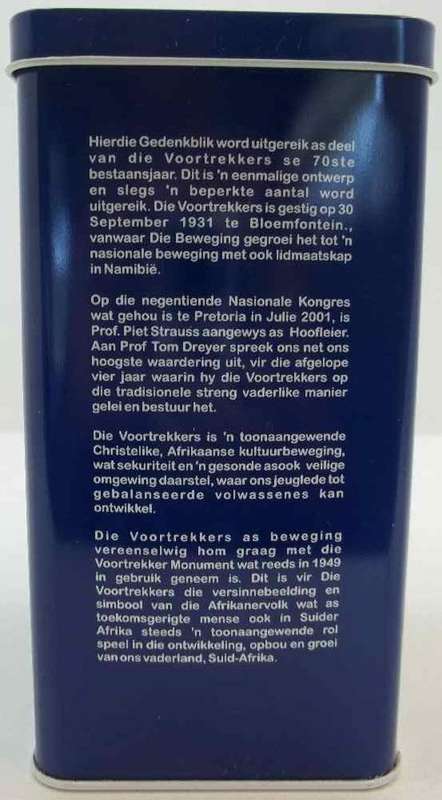 Hierdie Gedenkblik word uitgereik as deel
van die Voortrekkers se 70ste
bestaansjaar. Dit is 'n eenmalige ontwerp
en slegs 'n beperkte aantal word
uitgereik. Die Voortrekkers is gestig op 30
September 1931 te Bloemfontein.,
vanwaar Die Beweging gegroei het tot 'n
nasionale beweging met ook lidmaatskap
in Namibië.
Op die negentiende Nasionale Kongres
wat gehou is te Pretoria in Julie 2001, is
Prof. Piet Strauss aangewys as Hoofleier.
Aan Prof Tom Dreyer spreek ons net ons
hoogste waardering uit, vir die afgelope
vier jaar waarin hy die Voortrekkers op
die tradisionele streng vaderlike manier
gelei en bestuur het.
Die Voortrekkers is 'n toonaangewende
Christelike, Afrikaanse kultuurbeweging,
wat sekuriteit en 'n gesonde asook veilige
omgewing daarstel, waar ons jeuglede tot
gebalanseerde volwassenes kan
ontwikkel.
Die Voortrekkers as beweging
vereenselwig hom graag met die
Voortrekker Monument wat reeds in 1949
in gebruik geneem is. Dit is vir Die
Voortrekkers die versinnebeelding en
simbool van die Afrikanervolk wat as
toekomsgerigte mense ook in Suider
Afrika steeds 'n toonaangewende rol
speel in die ontwikkeling, opbou en groei
van ons vaderland, Suid-Afrika.